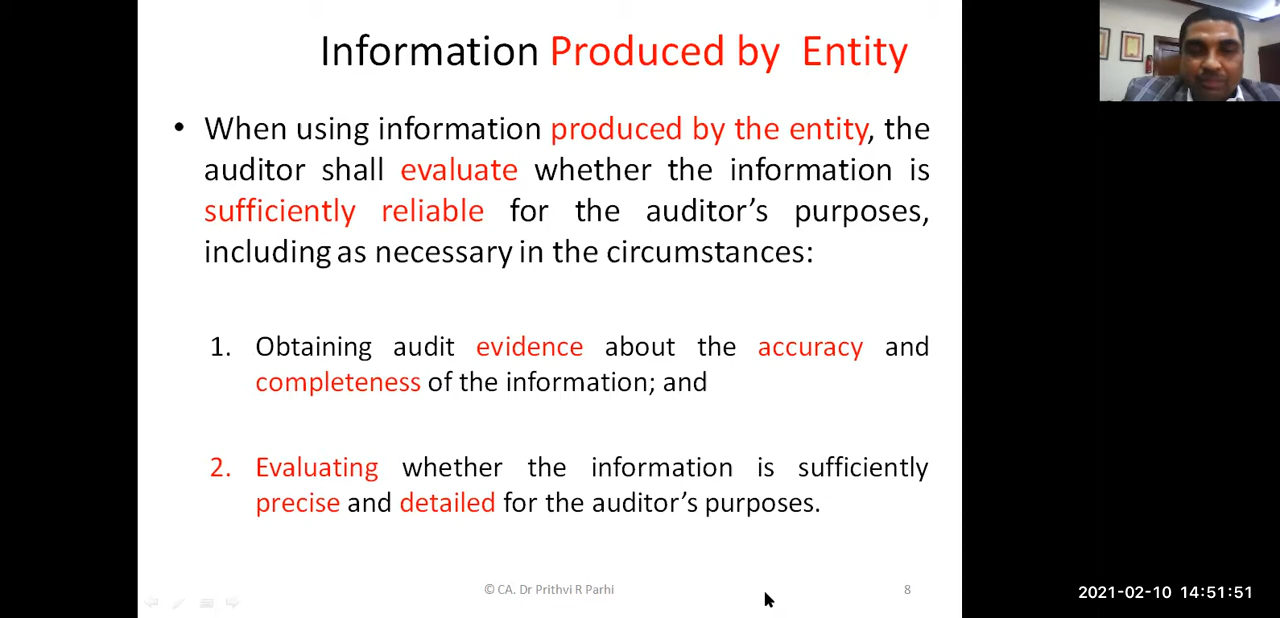 Information Produced by Entity
• When using information produced by the entity, the
auditor shall evaluate whether the information is
sufficiently reliable for the auditor’s purposes,
including as necessary in the circumstances:
1. Obtaining audit evidence about the accuracy and
completeness of the information; and
2. Evaluating whether the information is sufficiently
precise and detailed for the auditor’s purposes.
© CA. Dr Prithvi R Parhi
8
2021-02-10 14:51:51